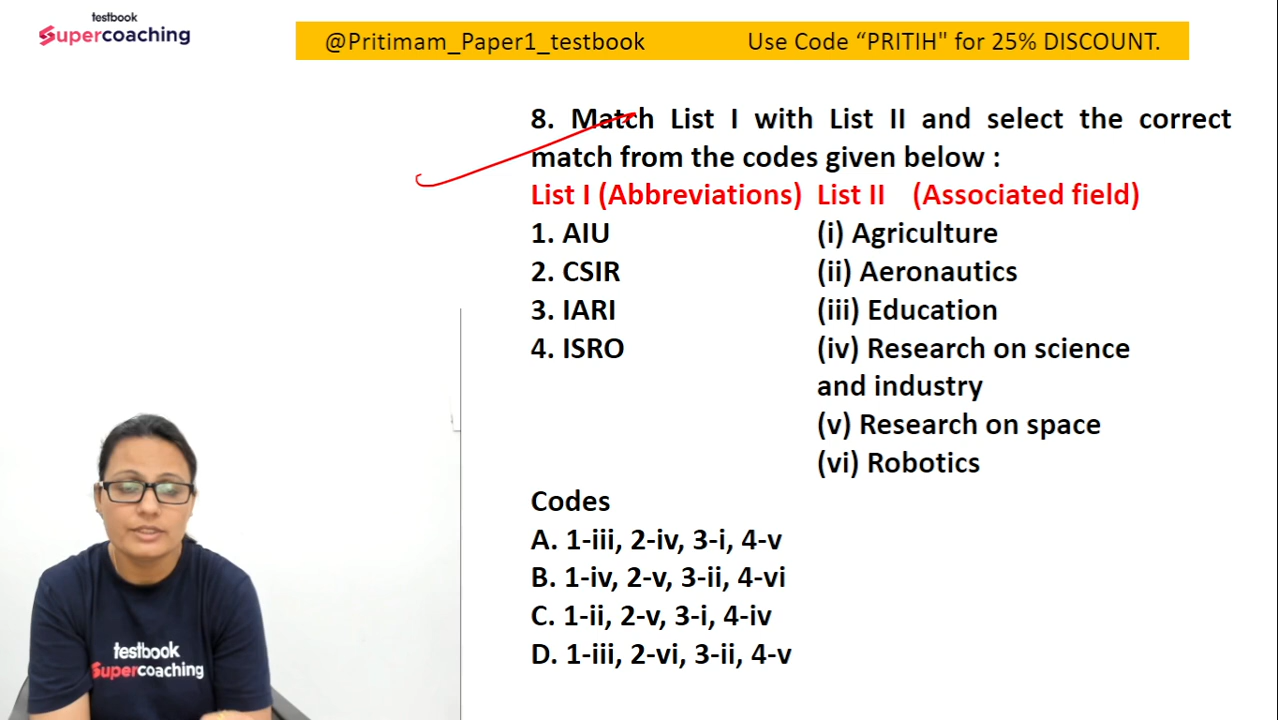 testbook
Supercoaching
@Pritimam_Paper1_testbook Use Code “PRITIH" for 25% DISCOUNT.
8. Match List I with List II and select the correct
match from the codes given below :
List I (Abbreviations) List II (Associated field)
1. AIU (i) Agriculture
2. CSIR (ii) Aeronautics
3. IARI (iii) Education
4. ISRO (iv) Research on science
and industry
(v) Research on space
(vi) Robotics
Codes
A. 1-iii, 2-iv, 3-i, 4-v
B. 1-iv, 2-v, 3-ii, 4-vi
C. 1-ii, 2-v, 3-i, 4-iv
D. 1-iii, 2-vi, 3-ii, 4-v
testbook
Supercoaching